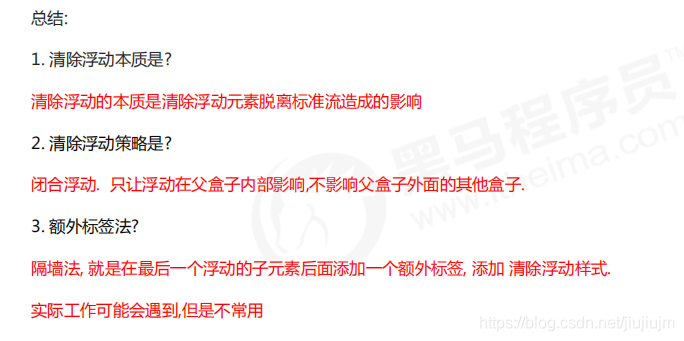 总结:
1. 清除浮动本质是?
清除浮动的本质是清除浮动元素脱离标准流造成的影响
2. 清除浮动策略是?
闭合浮动. 只让浮动在父盒子内部影响,不影响父盒子外面的其他盒子.
3. 额外标签法?
隔墙法, 就是在最后一个浮动的子元素后面添加一个额外标签, 添加 清除浮动样式.
实际工作可能会遇到,但是不常用
黑马程序员 TM
www.itheima.com
https://blog.csdn.net/jiujiujm